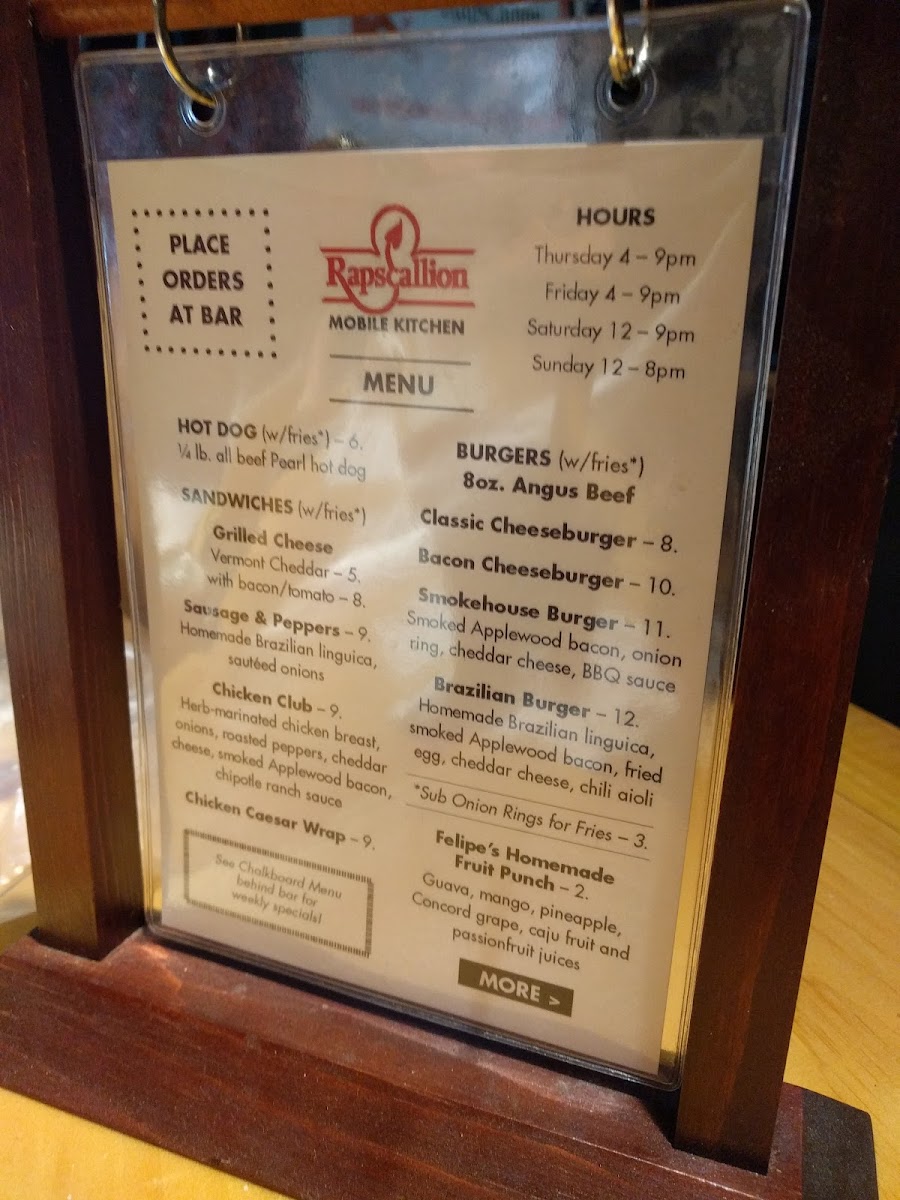 PLACE
ORDERS
AT BAR
Rapscallion
MOBILE KITCHEN
MENU
HOURS
Thursday 4 – 9pm
Friday 4 – 9pm
Saturday 12 – 9pm
Sunday 12 – 8pm
HOT DOG (w/fries*) – 6.
¼ lb. all beef Pearl hot dog
SANDWICHES (w/fries*)
Grilled Cheese
Vermont Cheddar – 5.
with bacon/tomato – 8.
Sausage & Peppers – 9.
Homemade Brazilian linguica,
sautéed onions
Chicken Club – 9.
Herb-marinated chicken breast,
onions, roasted peppers, cheddar
cheese, smoked Applewood bacon,
chipotle ranch sauce
Chicken Caesar Wrap – 9.
See Chalkboard Menu
behind bar for
weekly specials!
BURGERS (w/fries*)
8oz. Angus Beef
Classic Cheeseburger – 8.
Bacon Cheeseburger – 10.
Smokehouse Burger – 11.
Smoked Applewood bacon, onion
ring, cheddar cheese, BBQ sauce
Brazilian Burger – 12.
Homemade Brazilian linguica,
smoked Applewood bacon, fried
egg, cheddar cheese, chili aioli
*Sub Onion Rings for Fries – 3.
Felipe's Homemade
Fruit Punch – 2.
Guava, mango, pineapple,
Concord grape, caju fruit and
passionfruit juices
MORE >